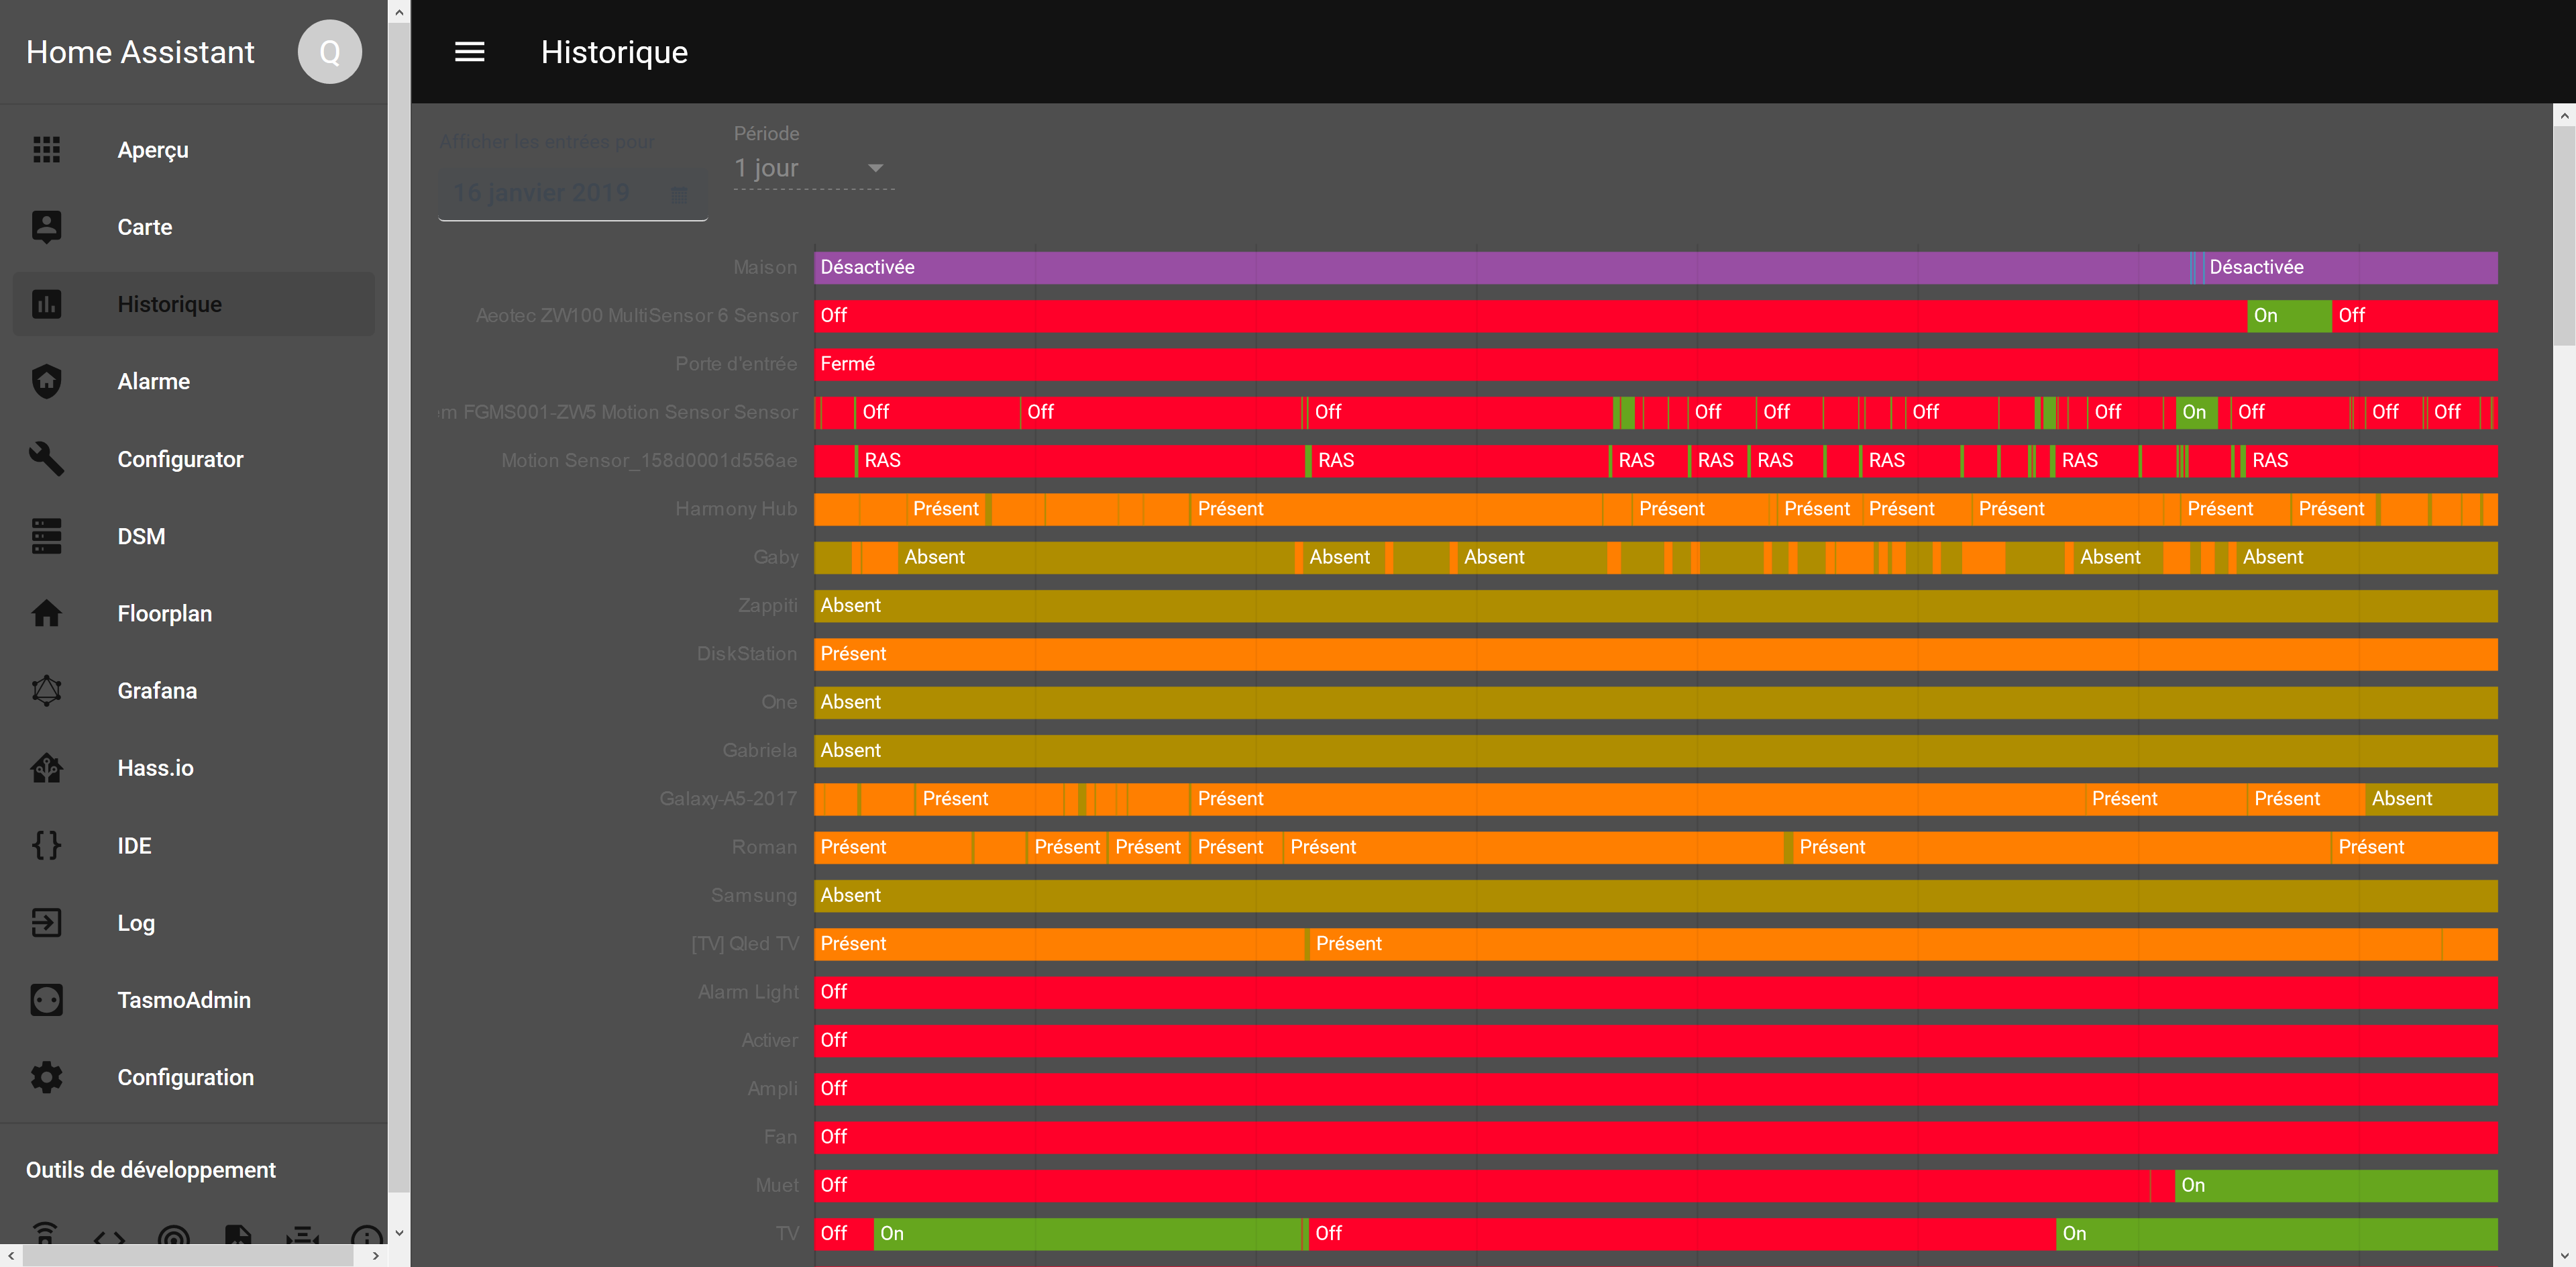 Home Assistant
Q
Aperçu
Carte
Historique
Alarme
Configurator
DSM
Floorplan
Grafana
Hass.io
IDE
Log
TasmoAdmin
Configuration
Outils de développement
Historique
Afficher les entrées pour
16 janvier 2019
Période
1 jour
Maison Désactivée Désactivée
Aeotec ZW100 MultiSensor 6 Sensor Off On Off
Porte d'entrée Fermé
m FGMS001-ZW5 Motion Sensor Sensor Off Off Off Off Off Off Off On Off Off Off
Motion Sensor_158d0001d556ae RAS RAS RAS RAS RAS RAS RAS RAS
Harmony Hub Présent Présent Présent Présent Présent Présent Présent Présent
Gaby Absent Absent Absent Absent Absent
Zappiti Absent
DiskStation Présent
One Absent
Gabriela Absent
Galaxy-A5-2017 Présent Présent Présent Présent Absent
Roman Présent Présent Présent Présent Présent Présent Présent
Samsung Absent
[TV] Qled TV Présent Présent
Alarm Light Off
Activer Off
Ampli Off
Fan Off
Muet Off On
TV Off On Off On